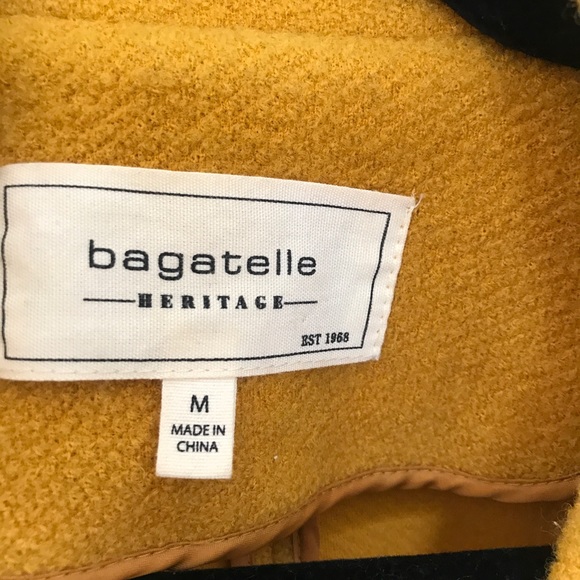 bagatelle
HERITAGE
EST 1968
M
MADE IN
CHINA